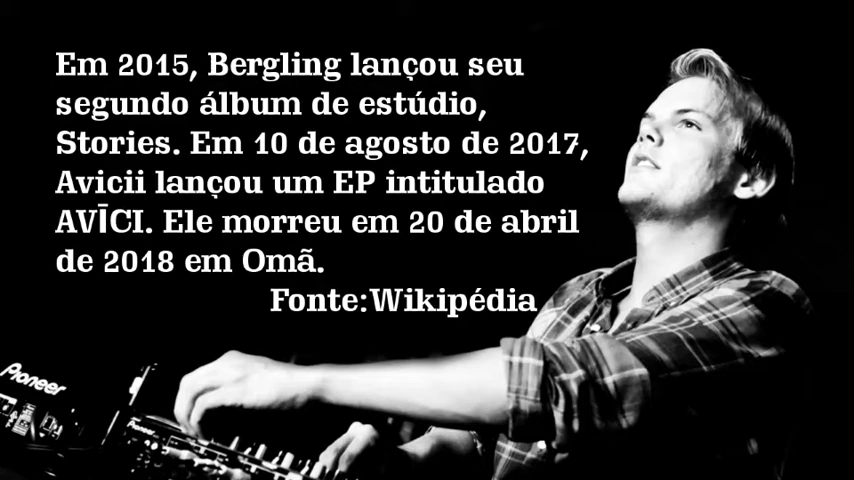 Em 2015, Bergling lançou seu
segundo álbum de estúdio,
Stories. Em 10 de agosto de 2017,
Avicii lançou um EP intitulado
AVĪCI. Ele morreu em 20 de abril
de 2018 em Omã.
Fonte:Wikipédia
Pioneer
Pioneer